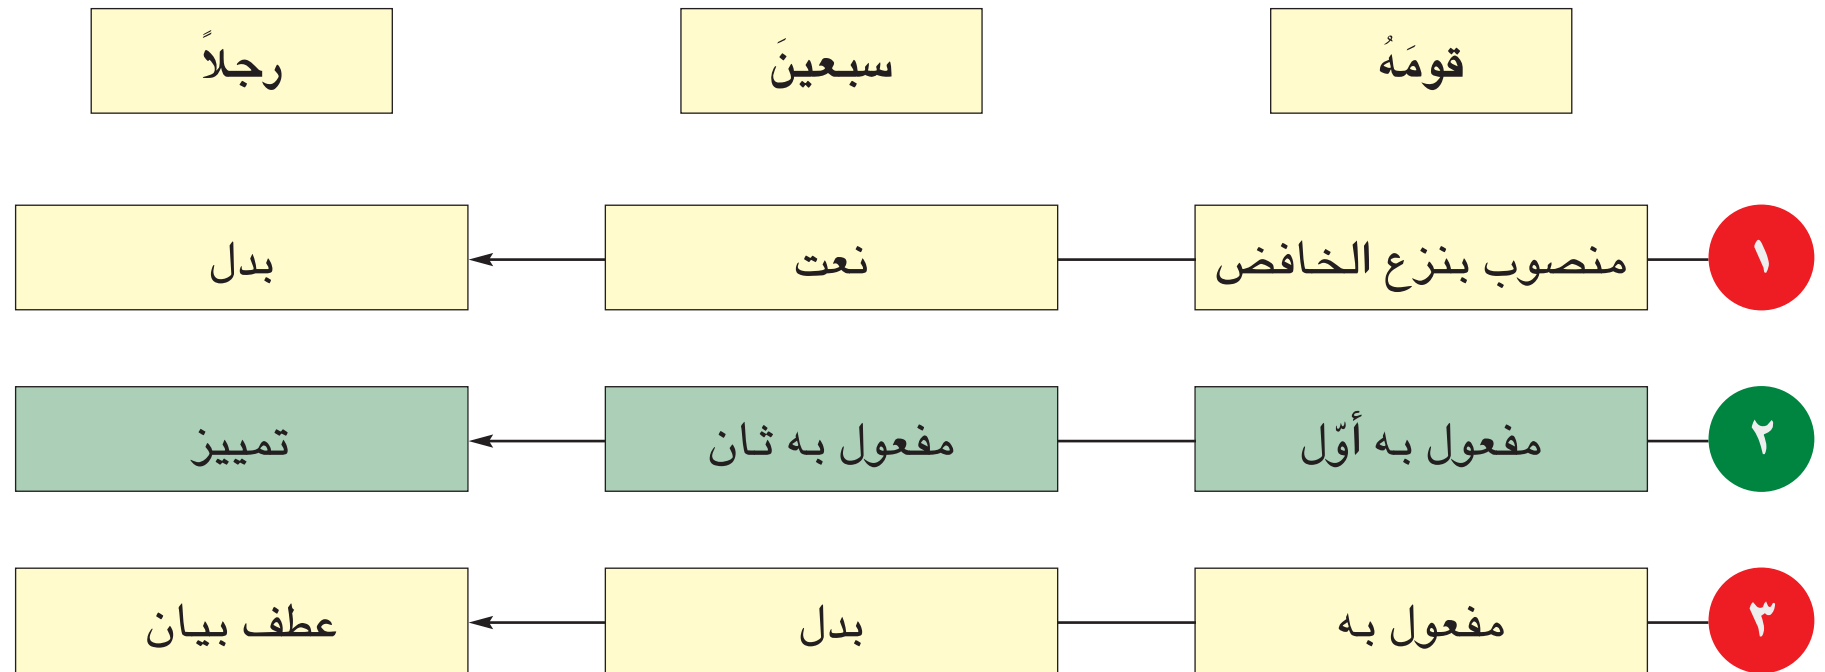 قومَهُ سبعينَ رجلاً
١ منصوب بنزع الخافض نعت بدل
٢ مفعول به أوّل مفعول به ثان تمييز
٣ مفعول به بدل عطف بيان